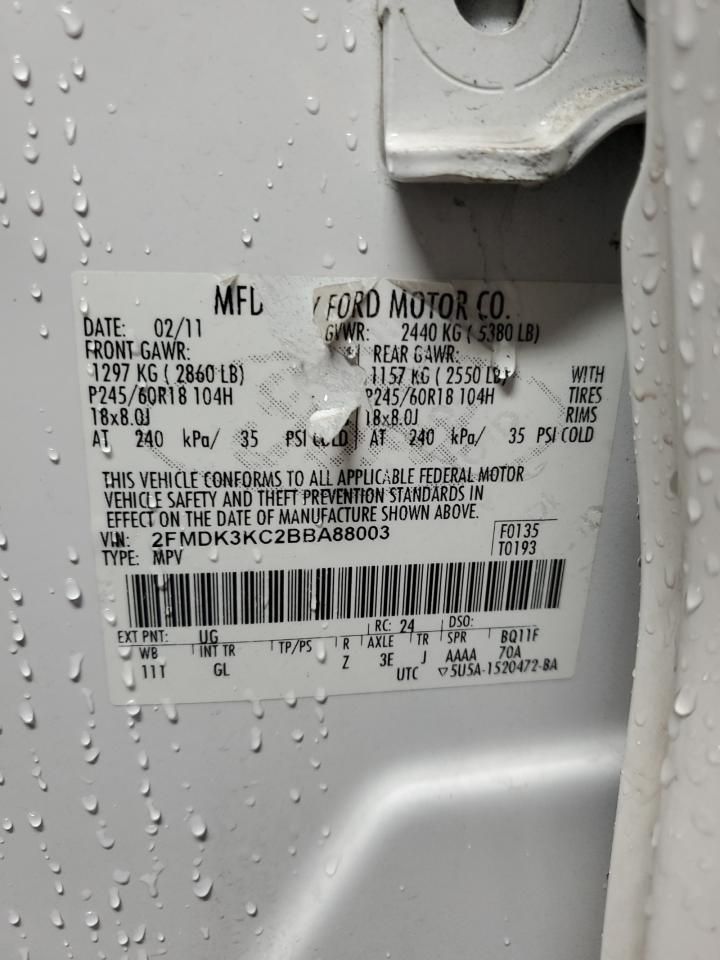 MFD Y FORD MOTOR CO.
DATE: 02/11 GVWR: 2440 KG ( 5380 LB)
FRONT GAWR: REAR GAWR:
1297 KG ( 2860 LB) 1157 KG ( 2550 LB) WITH
P245/60R18 104H P245/60R18 104H TIRES
18x8.0J 18x8.0J RIMS
AT 240 kPa/ 35 PSI COLD AT 240 kPa/ 35 PSI COLD
THIS VEHICLE CONFORMS TO ALL APPLICABLE FEDERAL MOTOR
VEHICLE SAFETY AND THEFT PREVENTION STANDARDS IN
EFFECT ON THE DATE OF MANUFACTURE SHOWN ABOVE.
VIN: 2FMDK3KC2BBA88003 F0135
TYPE: MPV T0193
EXT PNT: UG RC: 24 DSO:
WB INT TR TP/PS R AXLE TR SPR BQ11F
11T GL Z 3E J AAAA 70A
UTC ▽5U5A-1520472-BA